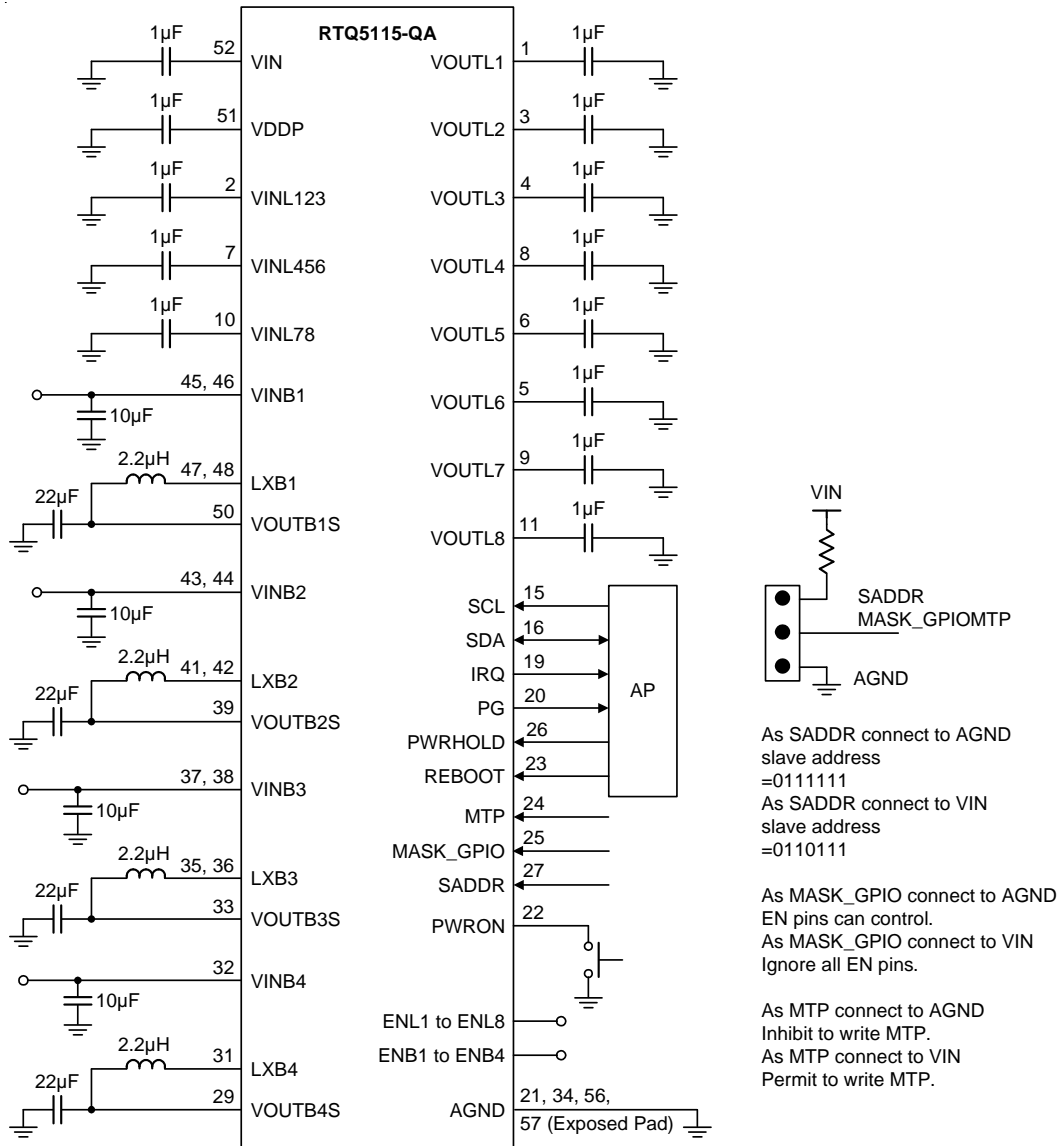 RTQ5115-QA
1µF
52
VIN
1µF
51
VDDP
1µF
2
VINL123
1µF
7
VINL456
1µF
10
VINL78
45, 46
VINB1
10µF
2.2µH
47, 48
LXB1
22µF
50
VOUTB1S
43, 44
VINB2
10µF
2.2µH
41, 42
LXB2
22µF
39
VOUTB2S
37, 38
VINB3
10µF
2.2µH
35, 36
LXB3
22µF
33
VOUTB3S
32
VINB4
10µF
2.2µH
31
LXB4
22µF
29
VOUTB4S
VOUTL1
1
1µF
VOUTL2
3
1µF
VOUTL3
4
1µF
VOUTL4
8
1µF
VOUTL5
6
1µF
VOUTL6
5
1µF
VOUTL7
9
1µF
VOUTL8
11
1µF
SCL
15
SDA
16
IRQ
19
PG
20
PWRHOLD
26
REBOOT
23
AP
MTP
24
MASK_GPIO
25
SADDR
27
PWRON
22
ENL1 to ENL8
ENB1 to ENB4
AGND
21, 34, 56,
57 (Exposed Pad)
VIN
SADDR
MASK_GPIOMTP
AGND
As SADDR connect to AGND
slave address
=0111111
As SADDR connect to VIN
slave address
=0110111
As MASK_GPIO connect to AGND
EN pins can control.
As MASK_GPIO connect to VIN
Ignore all EN pins.
As MTP connect to AGND
Inhibit to write MTP.
As MTP connect to VIN
Permit to write MTP.